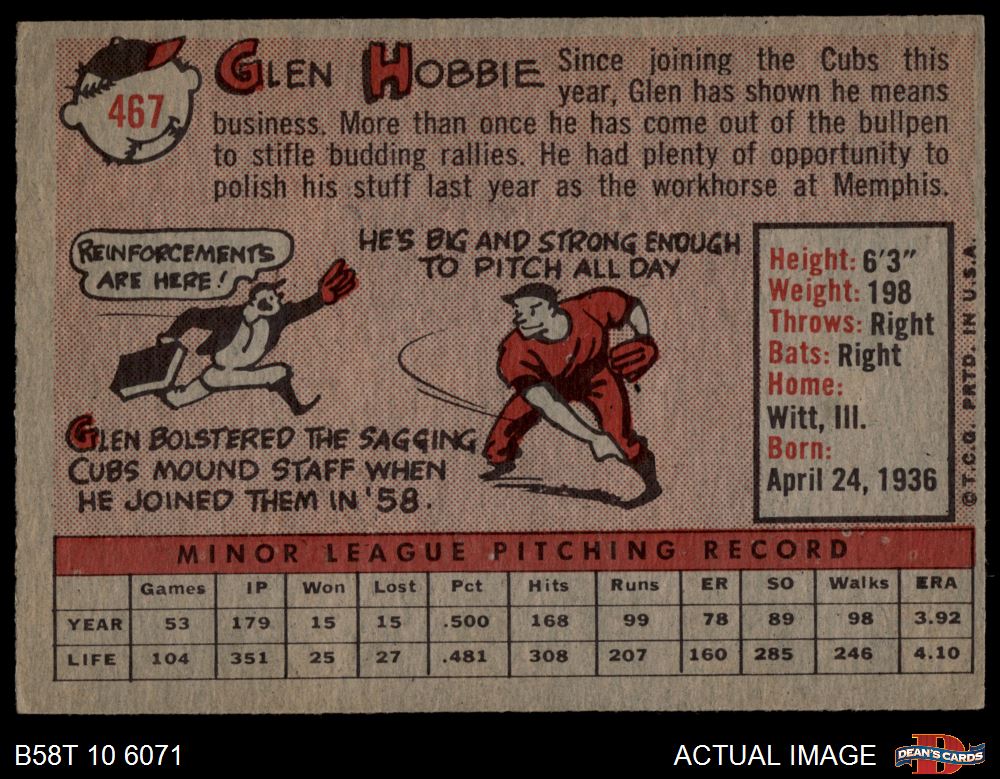 467
GLEN HOBBIE
Since joining the Cubs this
year, Glen has shown he means
business. More than once he has come out of the bullpen
to stifle budding rallies. He had plenty of opportunity to
polish his stuff last year as the workhorse at Memphis.
REINFORCEMENTS
ARE HERE!
HE'S BIG AND STRONG ENOUGH
TO PITCH ALL DAY
GLEN BOLSTERED THE SAGGING
CUBS MOUND STAFF WHEN
HE JOINED THEM IN '58.
Height: 6'3"
Weight: 198
Throws: Right
Bats: Right
Home:
Witt, Ill.
Born:
April 24, 1936
© T.C.G. PRTD. IN U.S.A.
MINOR LEAGUE PITCHING RECORD
Games IP Won Lost Pct Hits Runs ER SO Walks ERA
YEAR 53 179 15 15 .500 168 99 78 89 98 3.92
LIFE 104 351 25 27 .481 308 207 160 285 246 4.10
B58T 10 6071
ACTUAL IMAGE
D
DEAN'S CARDS